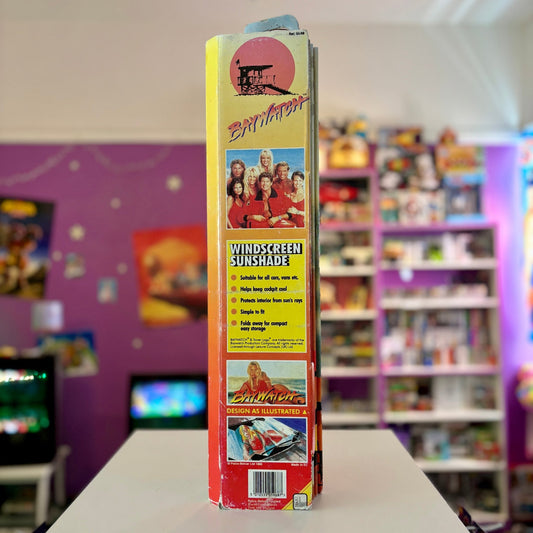 BAYWATCH
WINDSCREEN
SUNSHADE
Suitable for all cars, vans etc.
Helps keep cockpit cool
Protects interior from sun's rays
Simple to fit
Folds away for compact
easy storage
BAYWATCH
DESIGN AS ILLUSTRATED